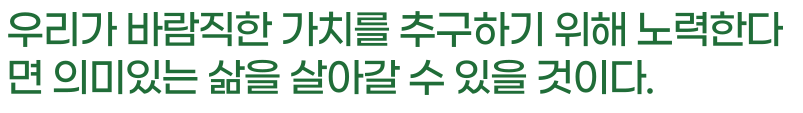 우리가 바람직한 가치를 추구하기 위해 노력한다
면 의미있는 삶을 살아갈 수 있을 것이다.